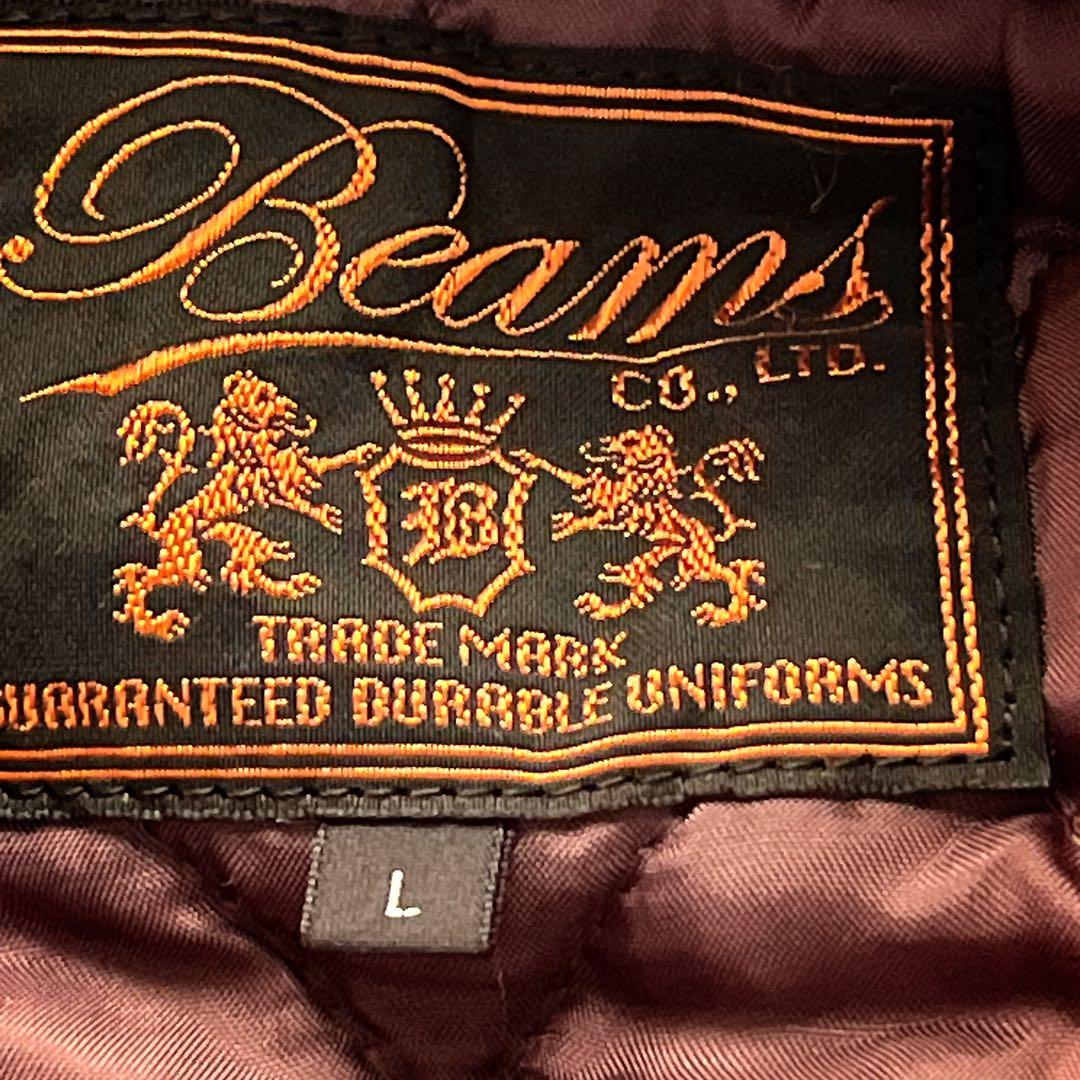 Beams
CO., LTD.
B
TRADE MARK
GUARANTEED DURABLE UNIFORMS
L